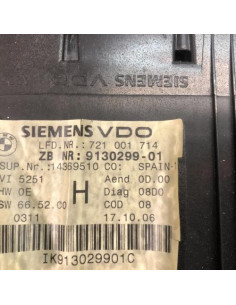 SIEMENS VDO
SIEMENS VDO
LFD.NR.: 721 001 714
ZB NR: 9130299-01
SUP.Nr.:14369510 CO: SPAIN
VI 5251 Aend 00.00
HW 0E H Diag 08D0
SW 66.52.00 COD 08
0311 17.10.06
IK913029901C